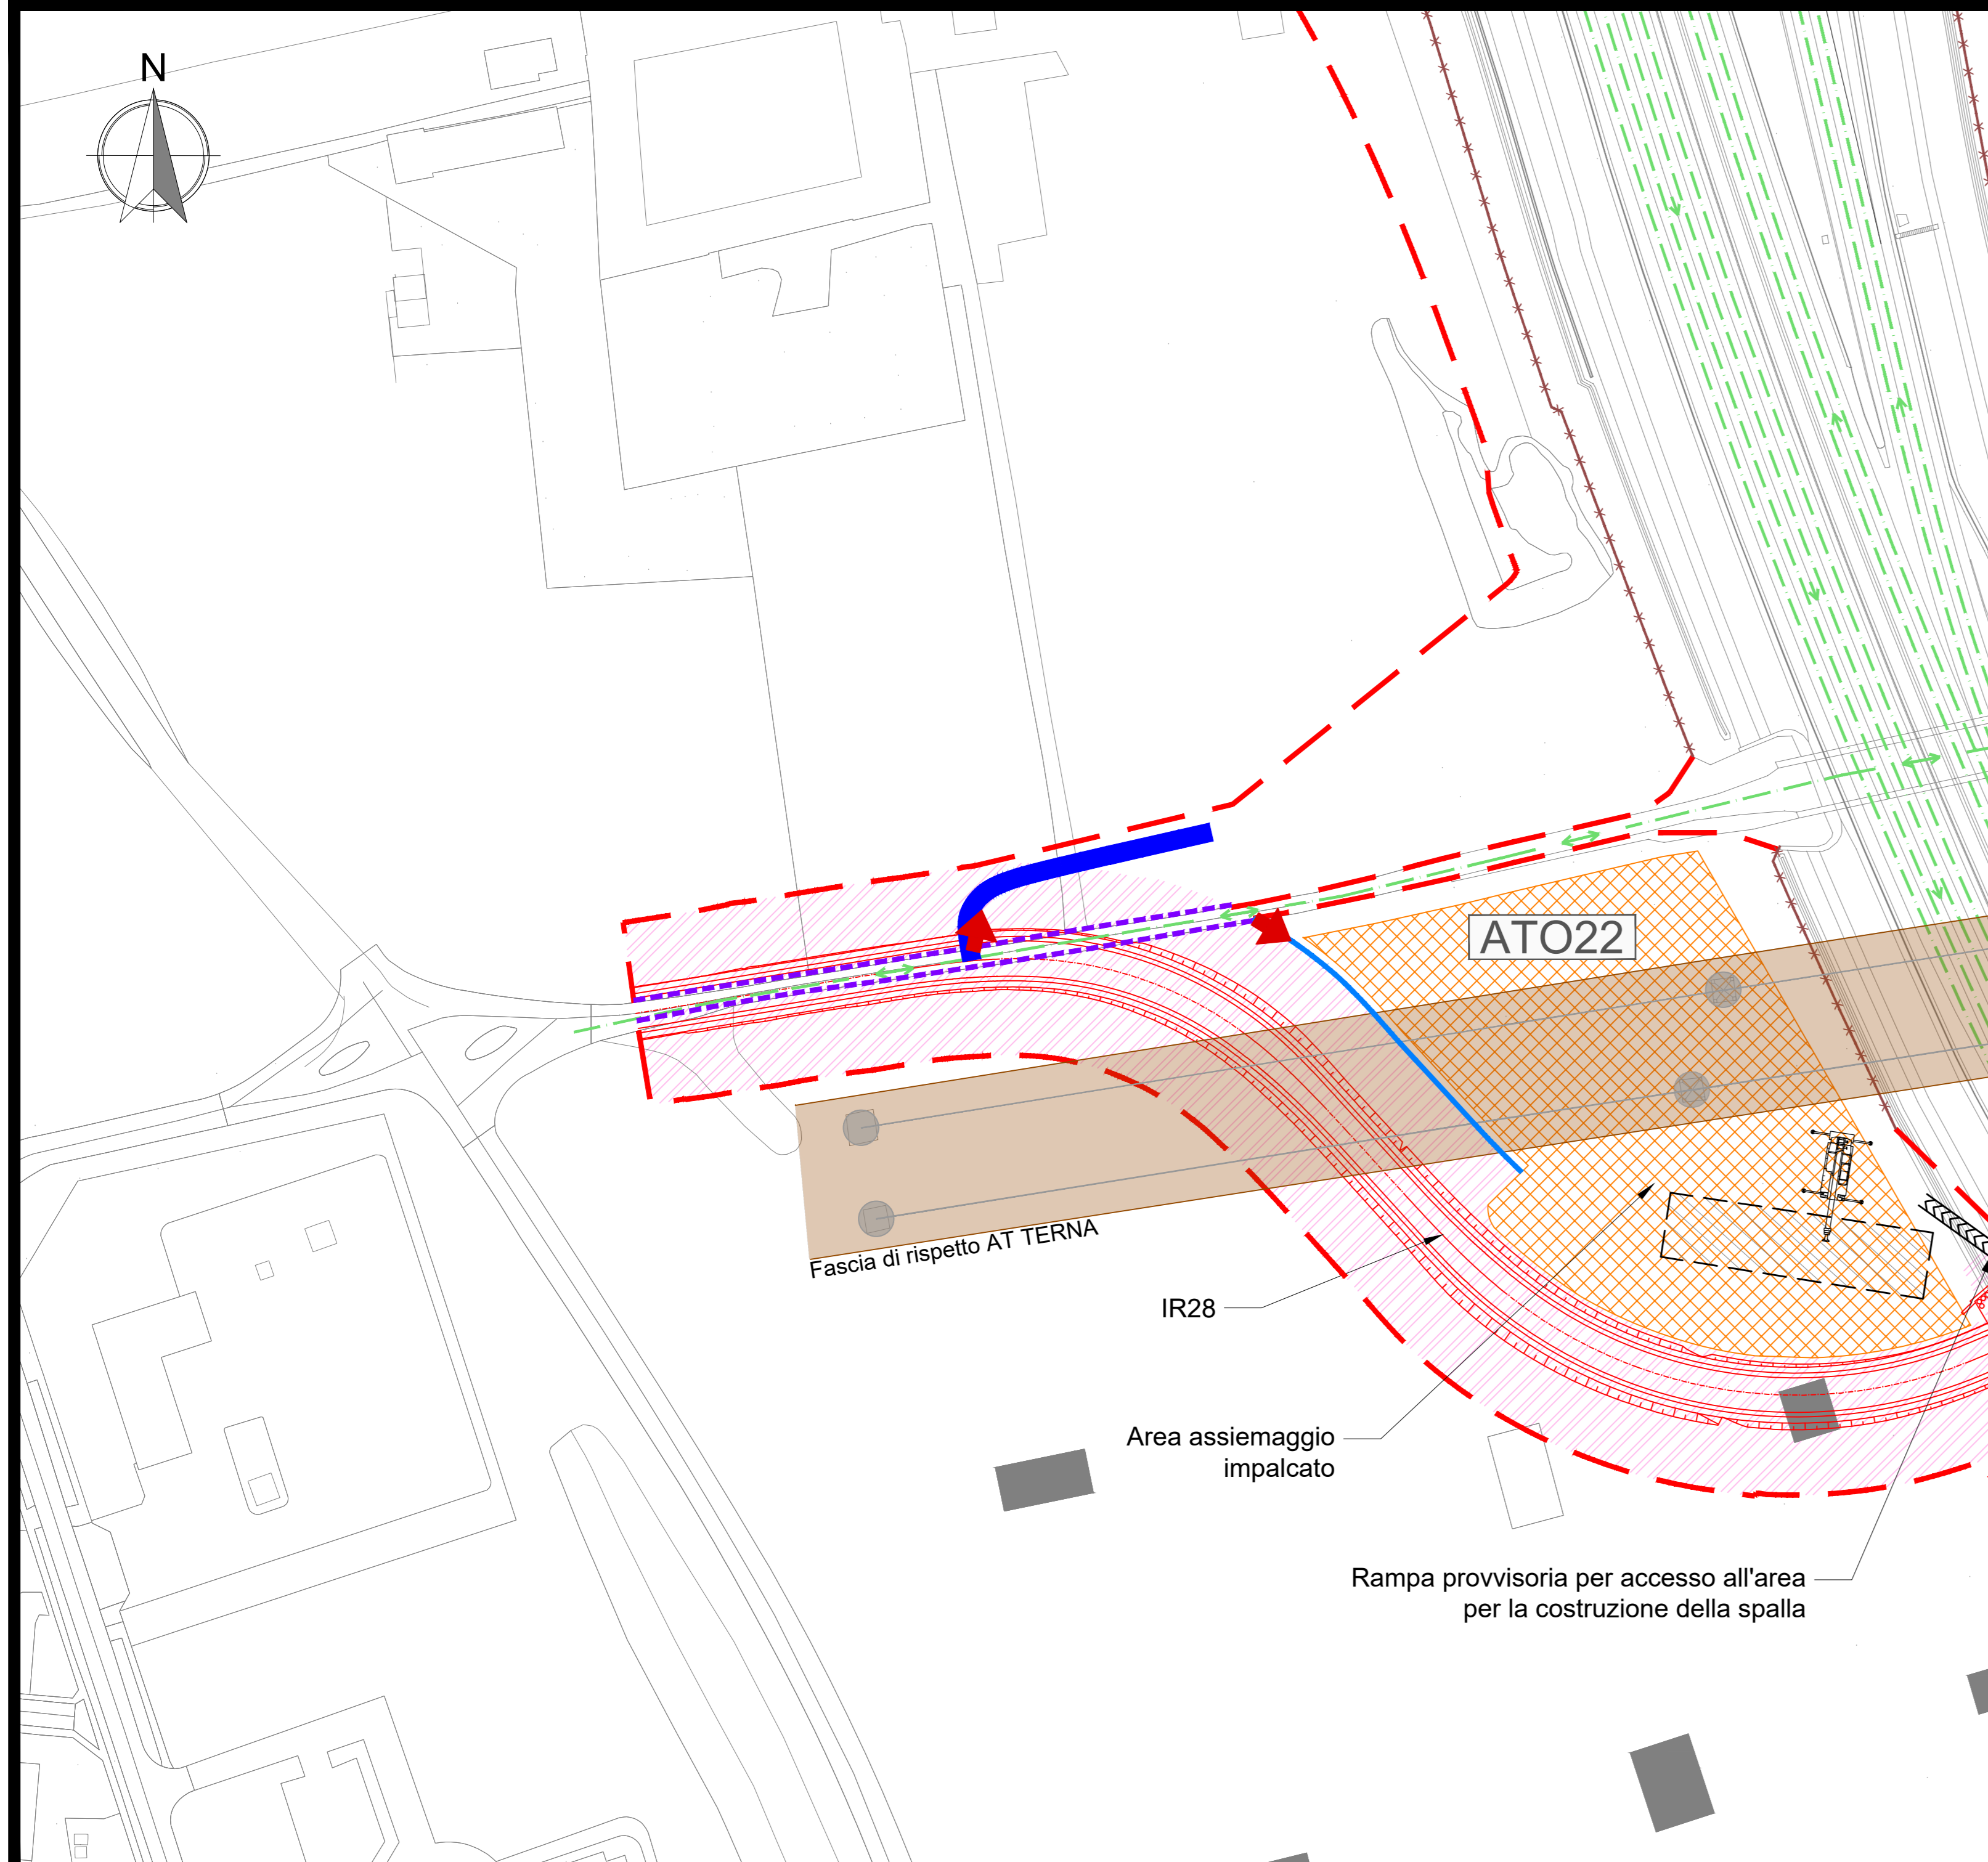 N
ATO22
Fascia di rispetto AT TERNA
IR28
Area assiemaggio
impalcato
Rampa provvisoria per accesso all'area
per la costruzione della spalla